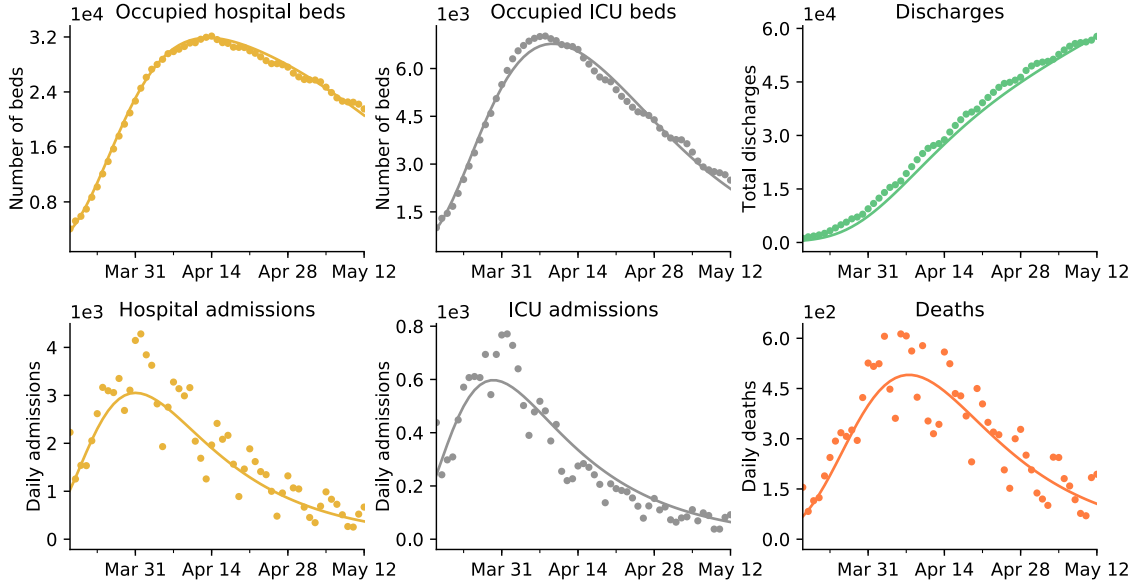 Occupied hospital beds
1e4
Number of beds
3.2
2.4
1.6
0.8
Mar 31 Apr 14 Apr 28 May 12
Occupied ICU beds
1e3
Number of beds
6.0
4.5
3.0
1.5
Mar 31 Apr 14 Apr 28 May 12
Discharges
1e4
Total discharges
6.0
4.5
3.0
1.5
0.0
Mar 31 Apr 14 Apr 28 May 12
Hospital admissions
1e3
Daily admissions
4
3
2
1
0
Mar 31 Apr 14 Apr 28 May 12
ICU admissions
1e3
Daily admissions
0.8
0.6
0.4
0.2
0.0
Mar 31 Apr 14 Apr 28 May 12
Deaths
1e2
Daily deaths
6.0
4.5
3.0
1.5
0.0
Mar 31 Apr 14 Apr 28 May 12